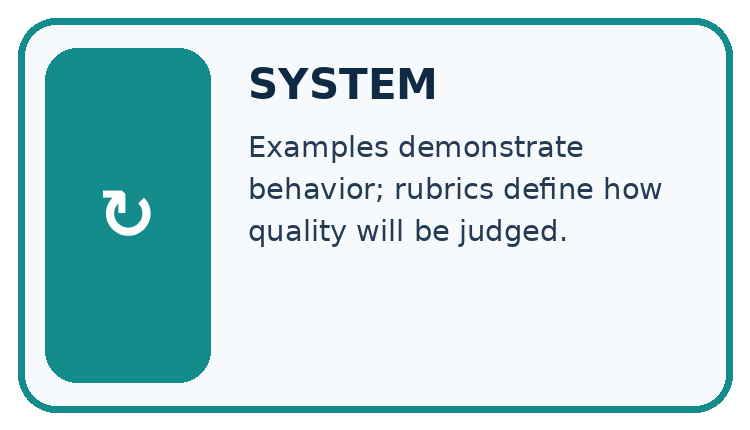 SYSTEM
Examples demonstrate
behavior; rubrics define how
quality will be judged.